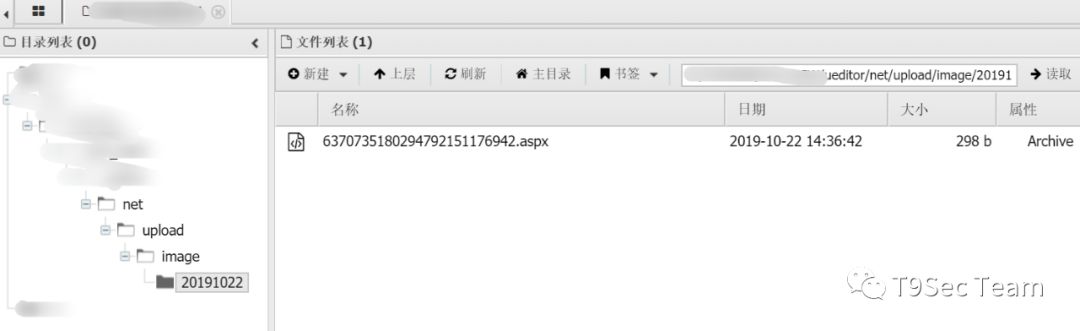 目录列表 (0)
文件列表 (1)
新建
上层
刷新
主目录
书签
ueditor/net/upload/image/20191
读取
名称
日期
大小
属性
6370735180294792151176942.aspx
2019-10-22 14:36:42
298 b
Archive
net
upload
image
20191022
T9Sec Team